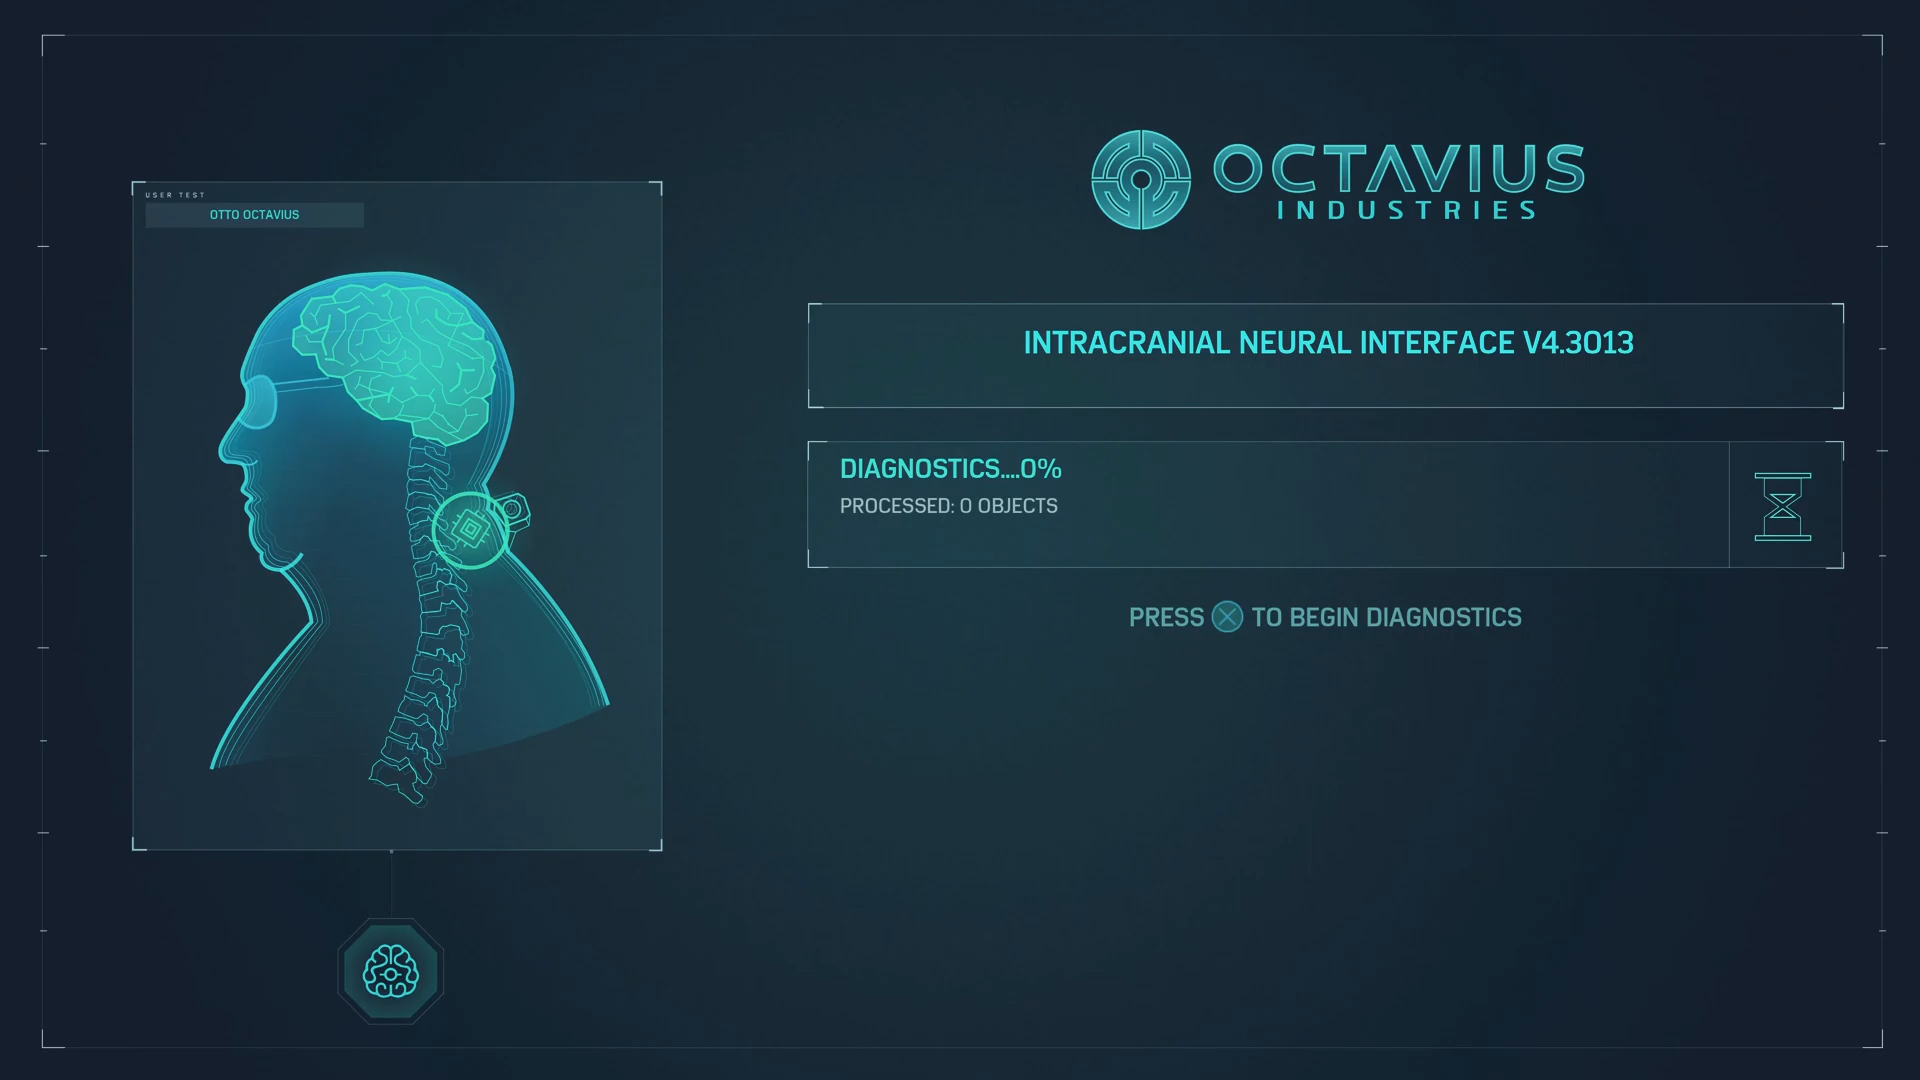 USER TEST
OTTO OCTAVIUS
OCTAVIUS
INDUSTRIES
INTRACRANIAL NEURAL INTERFACE V4.3013
DIAGNOSTICS....0%
PROCESSED: 0 OBJECTS
PRESS TO BEGIN DIAGNOSTICS